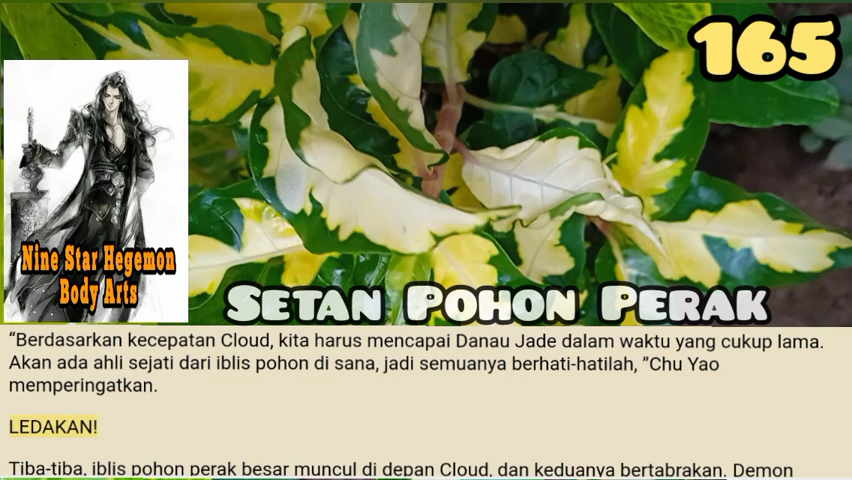 165
Nine Star Hegemon
Body Arts
SETAN POHON PERAK
“Berdasarkan kecepatan Cloud, kita harus mencapai Danau Jade dalam waktu yang cukup lama.
Akan ada ahli sejati dari iblis pohon di sana, jadi semuanya berhati-hatilah, ”Chu Yao
memperingatkan.
LEDAKAN!
Tiba-tiba, iblis pohon perak besar muncul di depan Cloud, dan keduanya bertabrakan. Demon